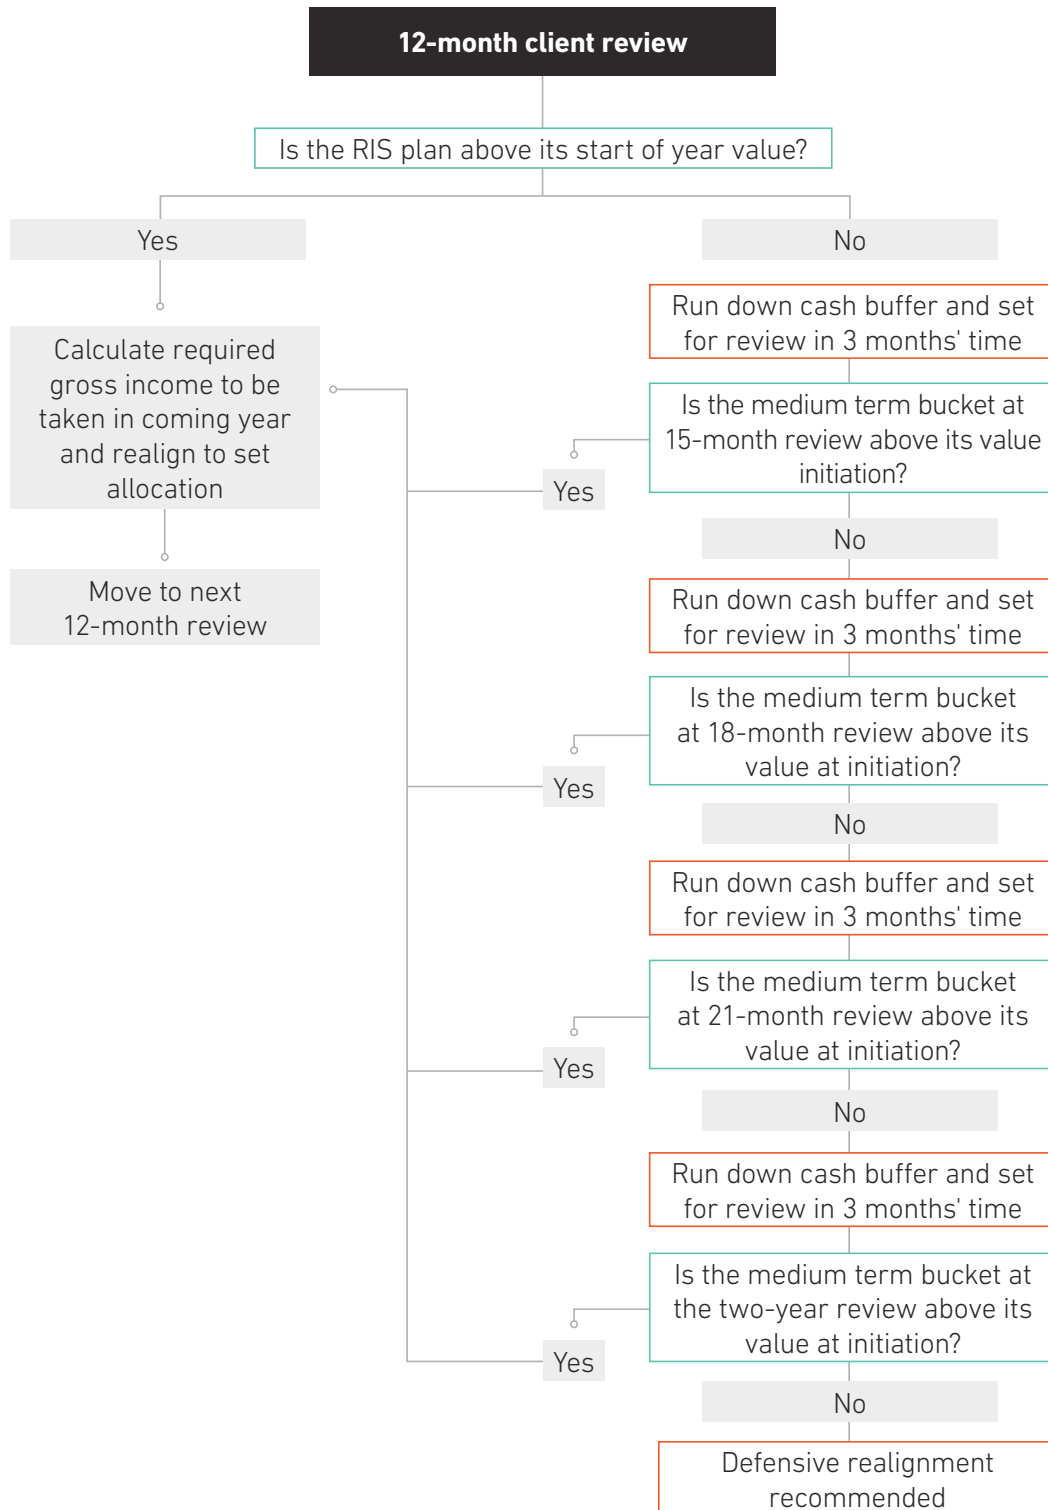 12-month client review
Is the RIS plan above its start of year value?
Yes
No
Calculate required
gross income to be
taken in coming year
and realign to set
allocation
Move to next
12-month review
Run down cash buffer and set
for review in 3 months' time
Is the medium term bucket at
15-month review above its value
initiation?
Yes
No
Run down cash buffer and set
for review in 3 months' time
Is the medium term bucket
at 18-month review above its
value at initiation?
Yes
No
Run down cash buffer and set
for review in 3 months' time
Is the medium term bucket
at 21-month review above its
value at initiation?
Yes
No
Run down cash buffer and set
for review in 3 months' time
Is the medium term bucket at
the two-year review above its
value at initiation?
Yes
No
Defensive realignment
recommended